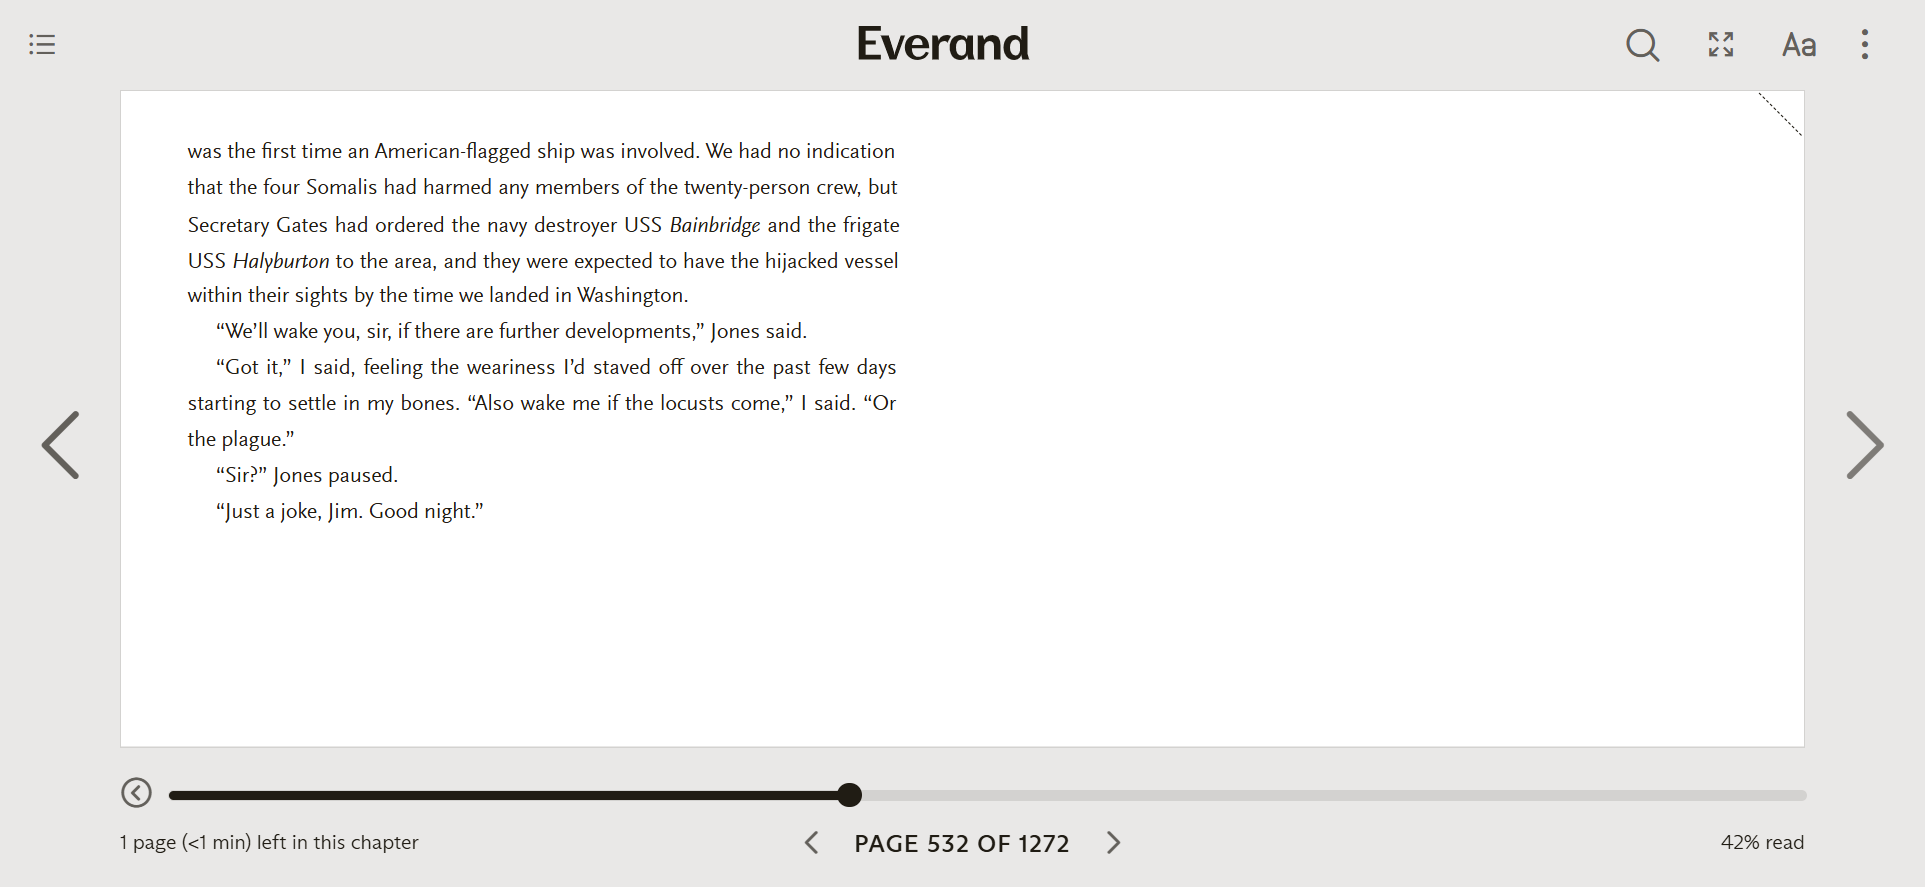 Everand
Aa
was the first time an American-flagged ship was involved. We had no indication
that the four Somalis had harmed any members of the twenty-person crew, but
Secretary Gates had ordered the navy destroyer USS Bainbridge and the frigate
USS Halyburton to the area, and they were expected to have the hijacked vessel
within their sights by the time we landed in Washington.
“We’ll wake you, sir, if there are further developments,” Jones said.
“Got it,” I said, feeling the weariness I’d staved off over the past few days
starting to settle in my bones. “Also wake me if the locusts come,” I said. “Or
the plague.”
“Sir?” Jones paused.
“Just a joke, Jim. Good night.”
1 page (<1 min) left in this chapter
PAGE 532 OF 1272
42% read